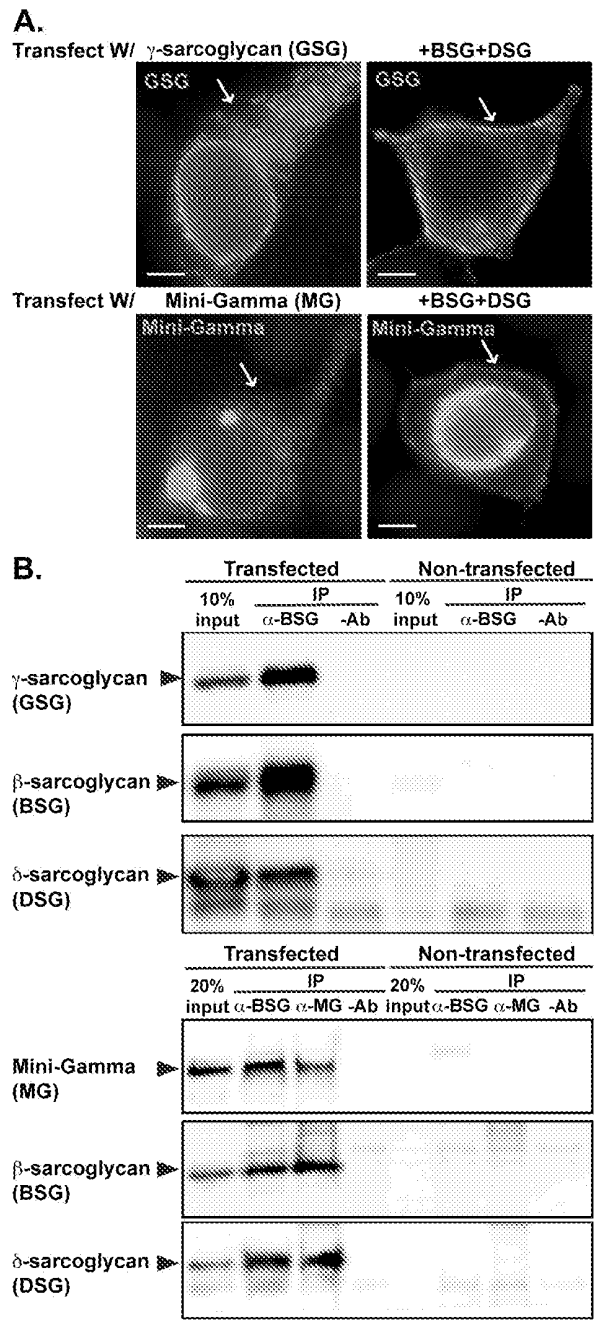 A.
Transfect W/ γ-sarcoglycan (GSG) +BSG+DSG
GSG GSG
Transfect W/ Mini-Gamma (MG) +BSG+DSG
Mini-Gamma Mini-Gamma
B.
Transfected Non-transfected
10% input IP α-BSG -Ab 10% input IP α-BSG -Ab
γ-sarcoglycan
(GSG)
β-sarcoglycan
(BSG)
δ-sarcoglycan
(DSG)
Transfected Non-transfected
20% input IP α-BSG α-MG -Ab 20% input IP α-BSG α-MG -Ab
Mini-Gamma
(MG)
β-sarcoglycan
(BSG)
δ-sarcoglycan
(DSG)